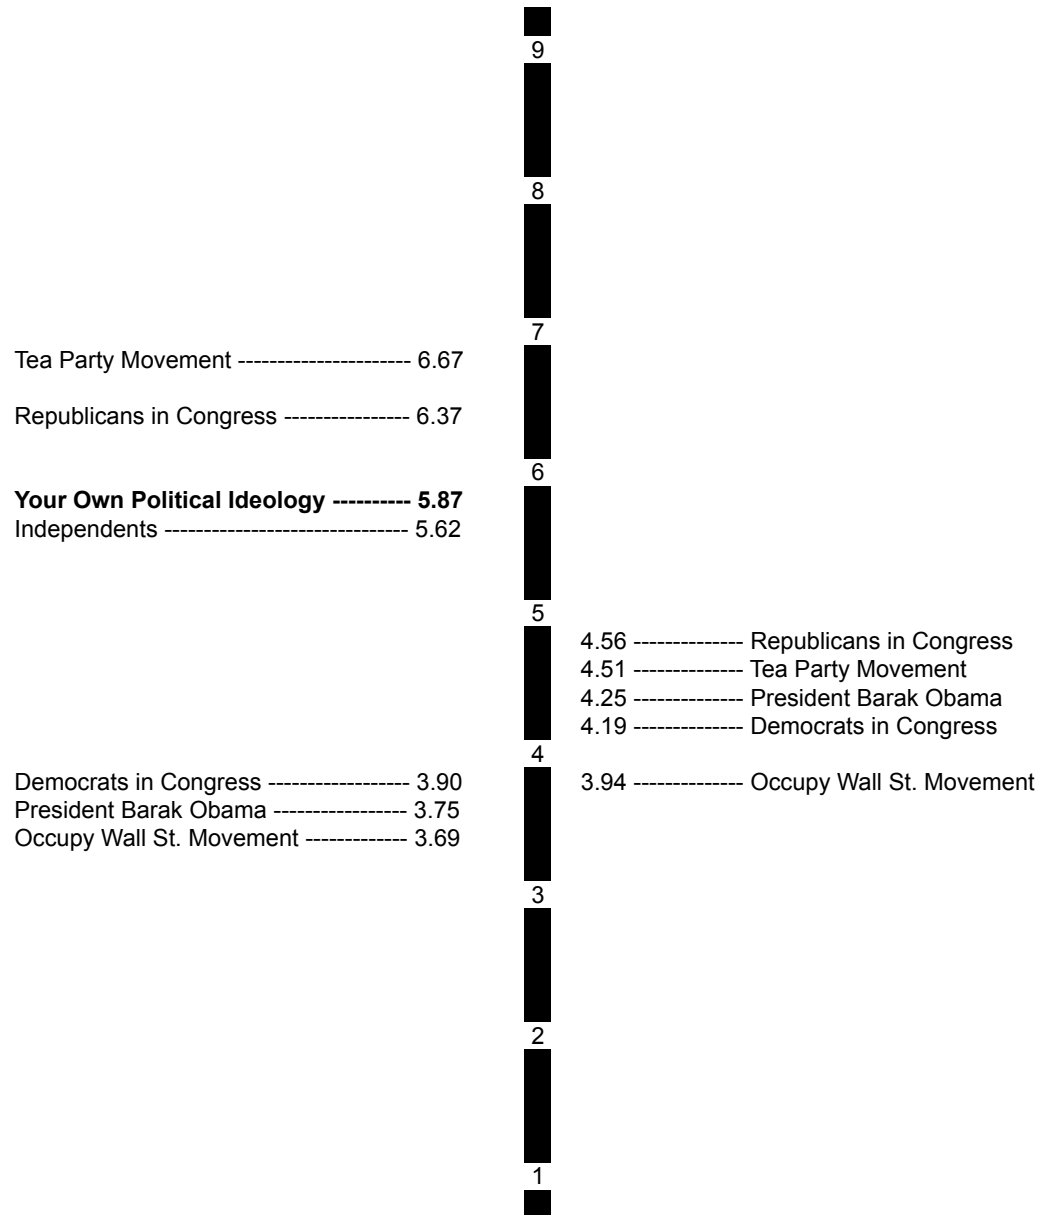 9
8
7
Tea Party Movement ---------------------- 6.67
Republicans in Congress ---------------- 6.37
6
Your Own Political Ideology ---------- 5.87
Independents ------------------------------- 5.62
5
4.56 -------------- Republicans in Congress
4.51 -------------- Tea Party Movement
4.25 -------------- President Barak Obama
4.19 -------------- Democrats in Congress
4
Democrats in Congress ------------------ 3.90
3.94 -------------- Occupy Wall St. Movement
President Barak Obama ----------------- 3.75
Occupy Wall St. Movement ------------- 3.69
3
2
1